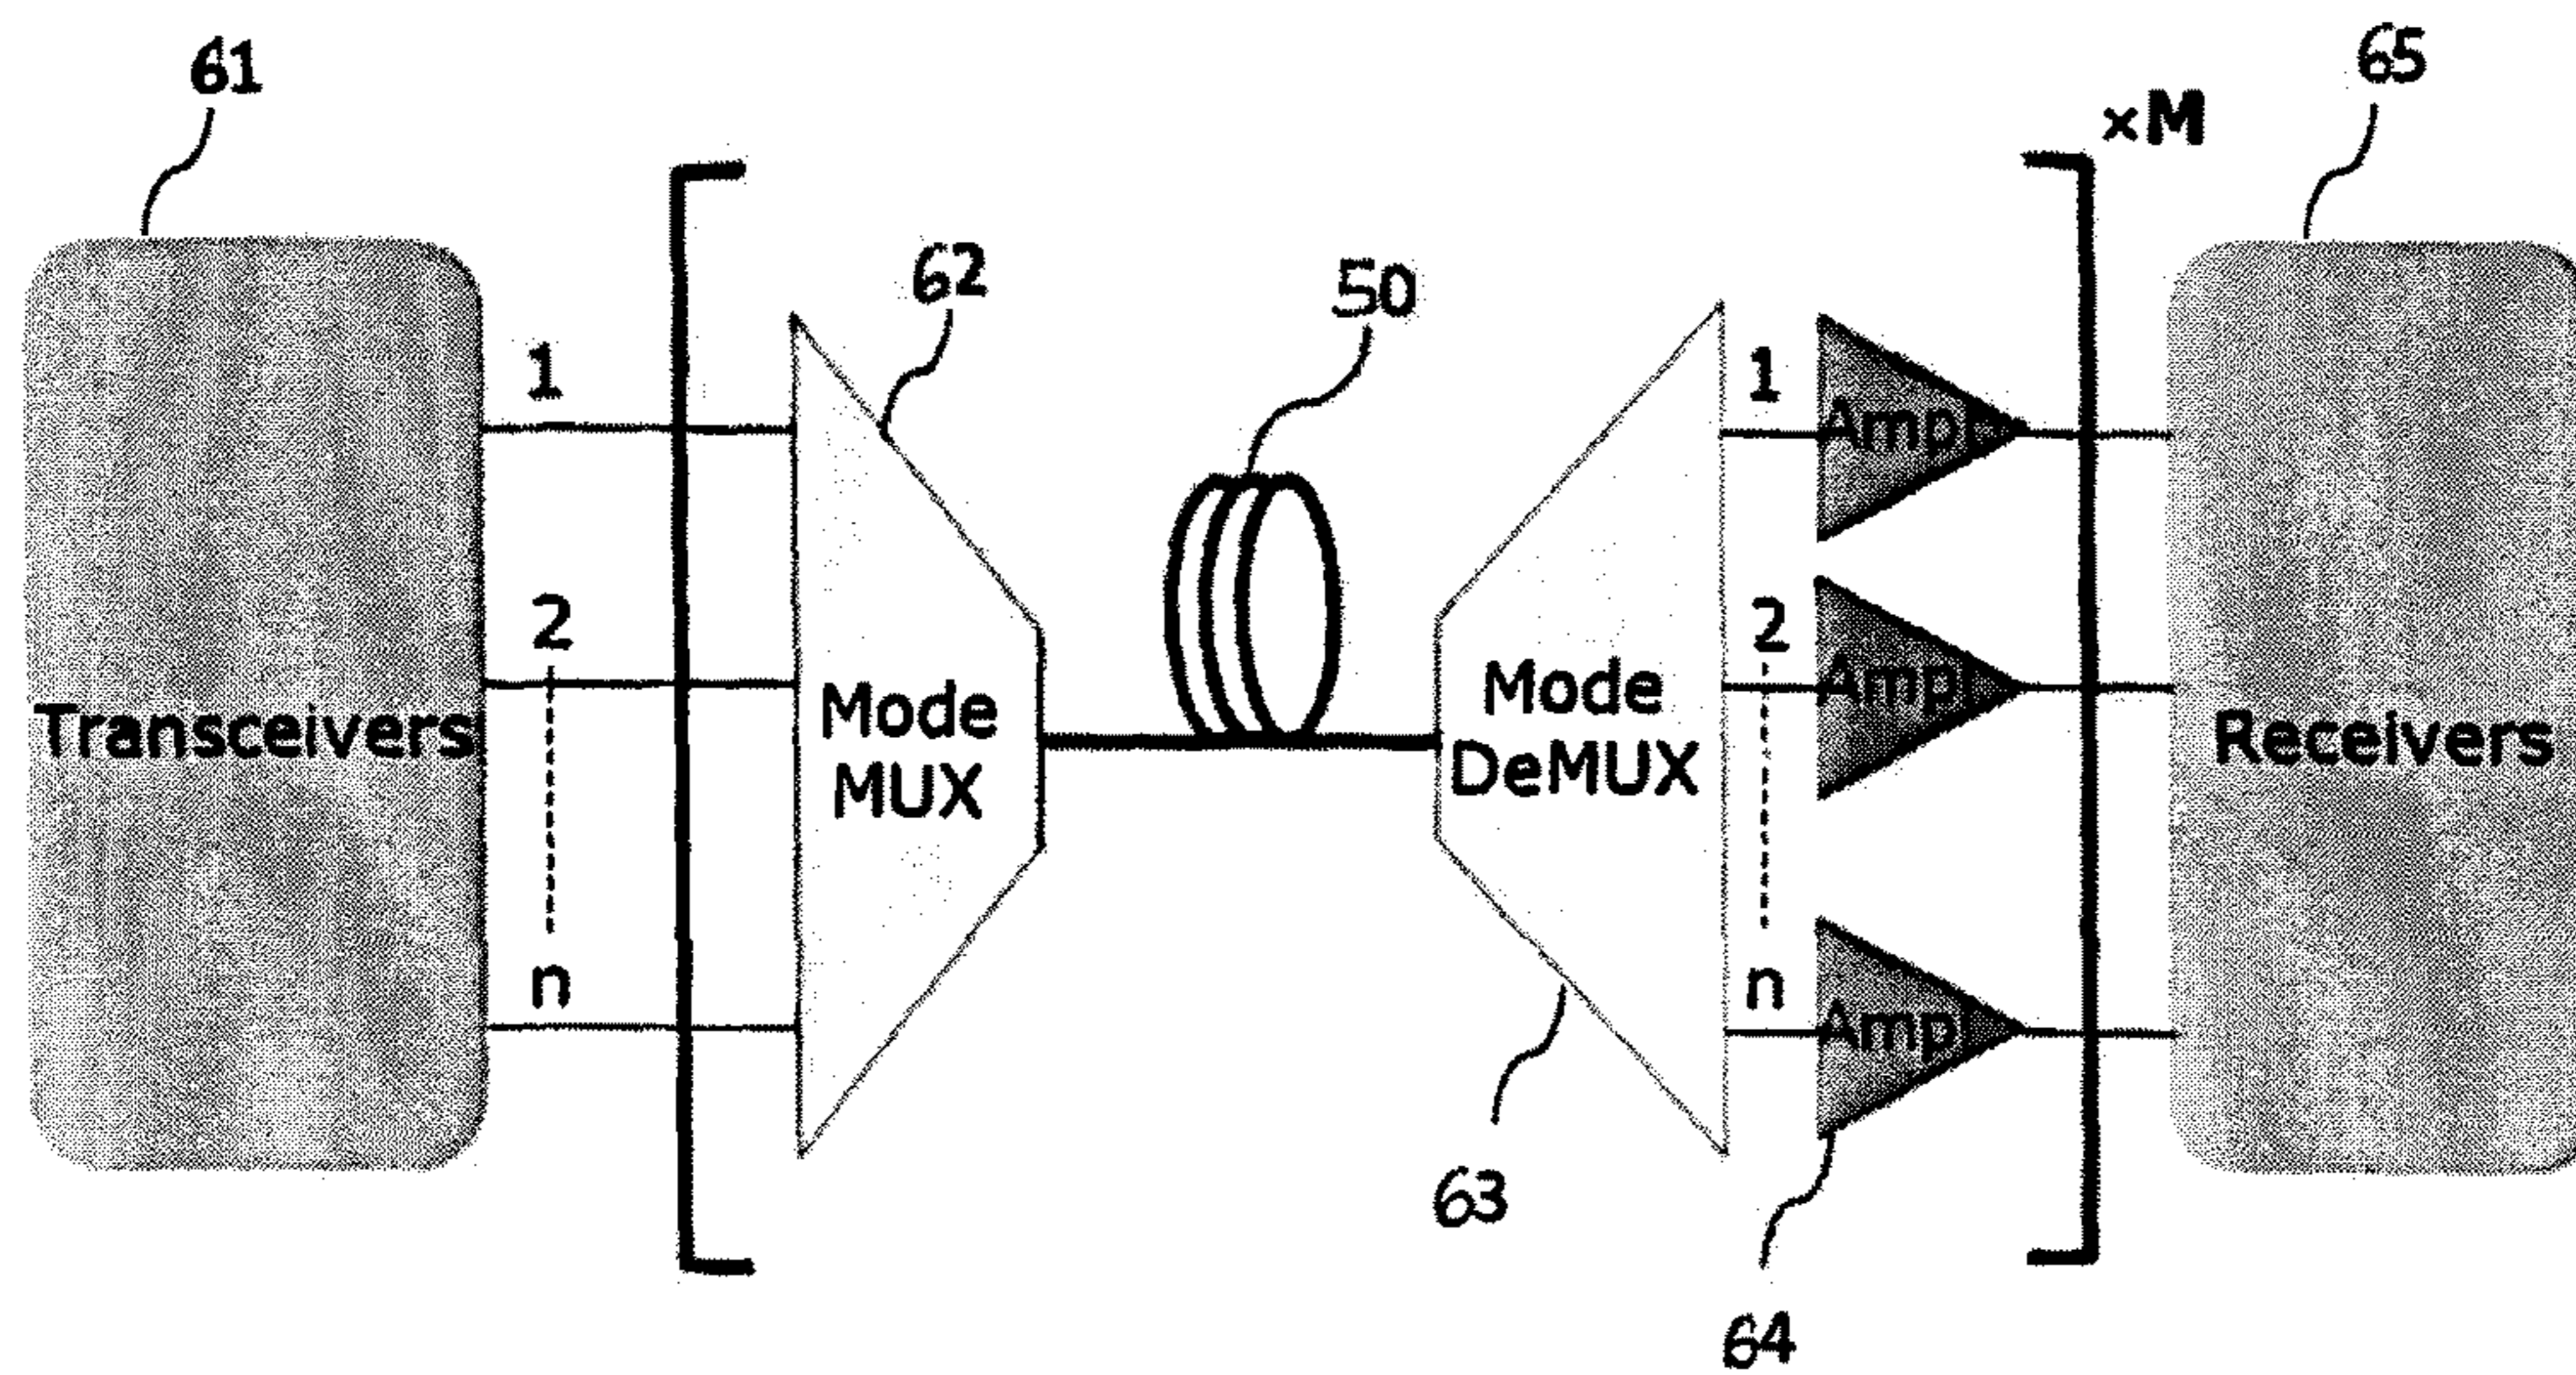 61
65
×M
62
50
1
1
Amp
2
2
Amp
Transceivers
Mode
MUX
Mode
DeMUX
Receivers
n
n
Amp
63
64